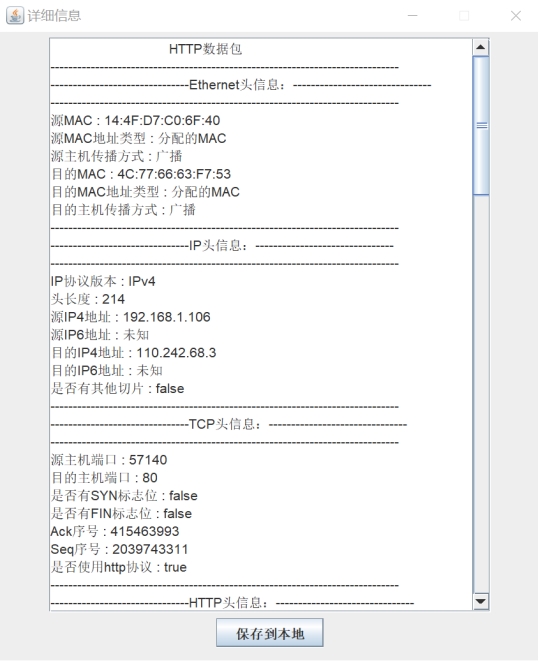 详细信息
HTTP数据包
--------------------------------------------------------------------------------
--------------------------------Ethernet头信息：--------------------------------
--------------------------------------------------------------------------------
源MAC : 14:4F:D7:C0:6F:40
源MAC地址类型 : 分配的MAC
源主机传播方式 : 广播
目的MAC : 4C:77:66:63:F7:53
目的MAC地址类型 : 分配的MAC
目的主机传播方式 : 广播
--------------------------------------------------------------------------------
--------------------------------IP头信息：--------------------------------
--------------------------------------------------------------------------------
IP协议版本 : IPv4
头长度 : 214
源IP4地址 : 192.168.1.106
源IP6地址 : 未知
目的IP4地址 : 110.242.68.3
目的IP6地址 : 未知
是否有其他切片 : false
--------------------------------------------------------------------------------
--------------------------------TCP头信息：--------------------------------
--------------------------------------------------------------------------------
源主机端口 : 57140
目的主机端口 : 80
是否有SYN标志位 : false
是否有FIN标志位 : false
Ack序号 : 415463993
Seq序号 : 2039743311
是否使用http协议 : true
--------------------------------------------------------------------------------
--------------------------------HTTP头信息：--------------------------------
保存到本地